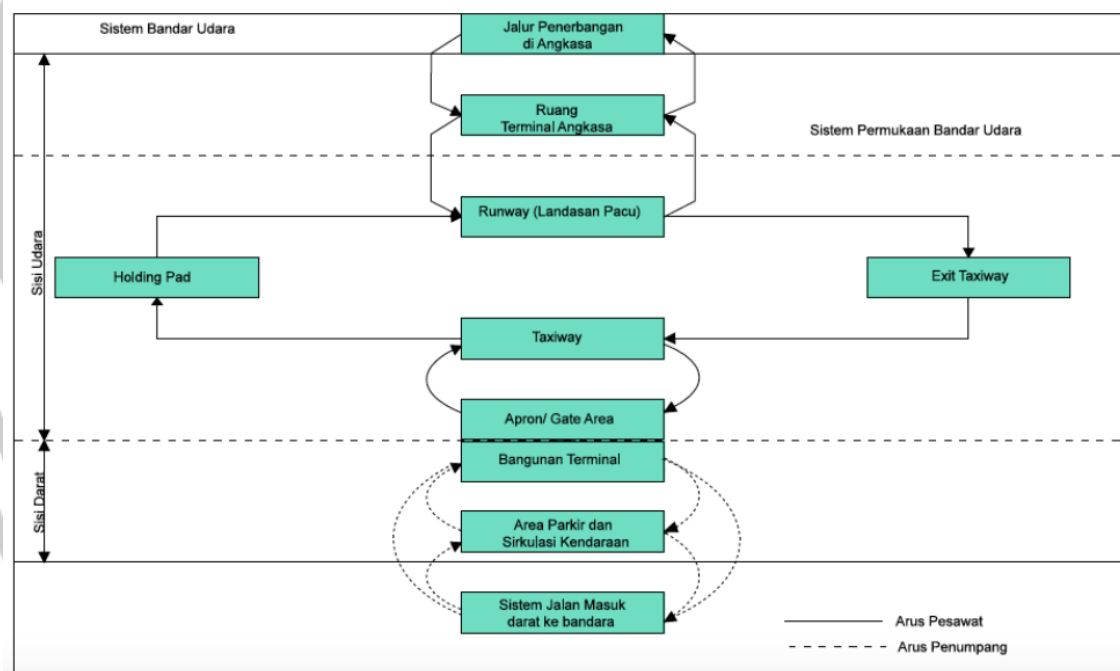 Sistem Bandar Udara
Jalur Penerbangan
di Angkasa
Ruang
Terminal Angkasa
Sistem Permukaan Bandar Udara
Runway (Landasan Pacu)
Sisi Udara
Holding Pad
Exit Taxiway
Taxiway
Apron/ Gate Area
Bangunan Terminal
Sisi Darat
Area Parkir dan
Sirkulasi Kendaraan
Sistem Jalan Masuk
darat ke bandara
Arus Pesawat
Arus Penumpang